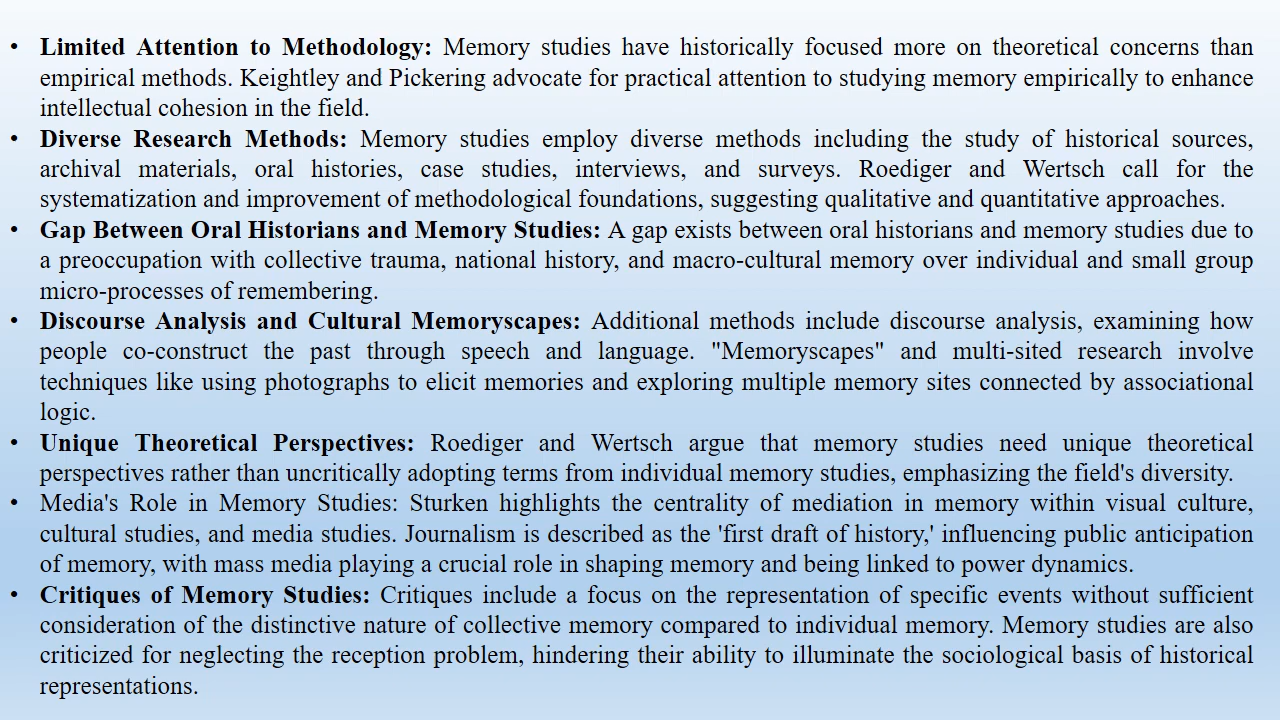 • Limited Attention to Methodology: Memory studies have historically focused more on theoretical concerns than
empirical methods. Keightley and Pickering advocate for practical attention to studying memory empirically to enhance
intellectual cohesion in the field.
• Diverse Research Methods: Memory studies employ diverse methods including the study of historical sources,
archival materials, oral histories, case studies, interviews, and surveys. Roediger and Wertsch call for the
systematization and improvement of methodological foundations, suggesting qualitative and quantitative approaches.
• Gap Between Oral Historians and Memory Studies: A gap exists between oral historians and memory studies due to
a preoccupation with collective trauma, national history, and macro-cultural memory over individual and small group
micro-processes of remembering.
• Discourse Analysis and Cultural Memoryscapes: Additional methods include discourse analysis, examining how
people co-construct the past through speech and language. "Memoryscapes" and multi-sited research involve
techniques like using photographs to elicit memories and exploring multiple memory sites connected by associational
logic.
• Unique Theoretical Perspectives: Roediger and Wertsch argue that memory studies need unique theoretical
perspectives rather than uncritically adopting terms from individual memory studies, emphasizing the field's diversity.
• Media's Role in Memory Studies: Sturken highlights the centrality of mediation in memory within visual culture,
cultural studies, and media studies. Journalism is described as the 'first draft of history,' influencing public anticipation
of memory, with mass media playing a crucial role in shaping memory and being linked to power dynamics.
• Critiques of Memory Studies: Critiques include a focus on the representation of specific events without sufficient
consideration of the distinctive nature of collective memory compared to individual memory. Memory studies are also
criticized for neglecting the reception problem, hindering their ability to illuminate the sociological basis of historical
representations.